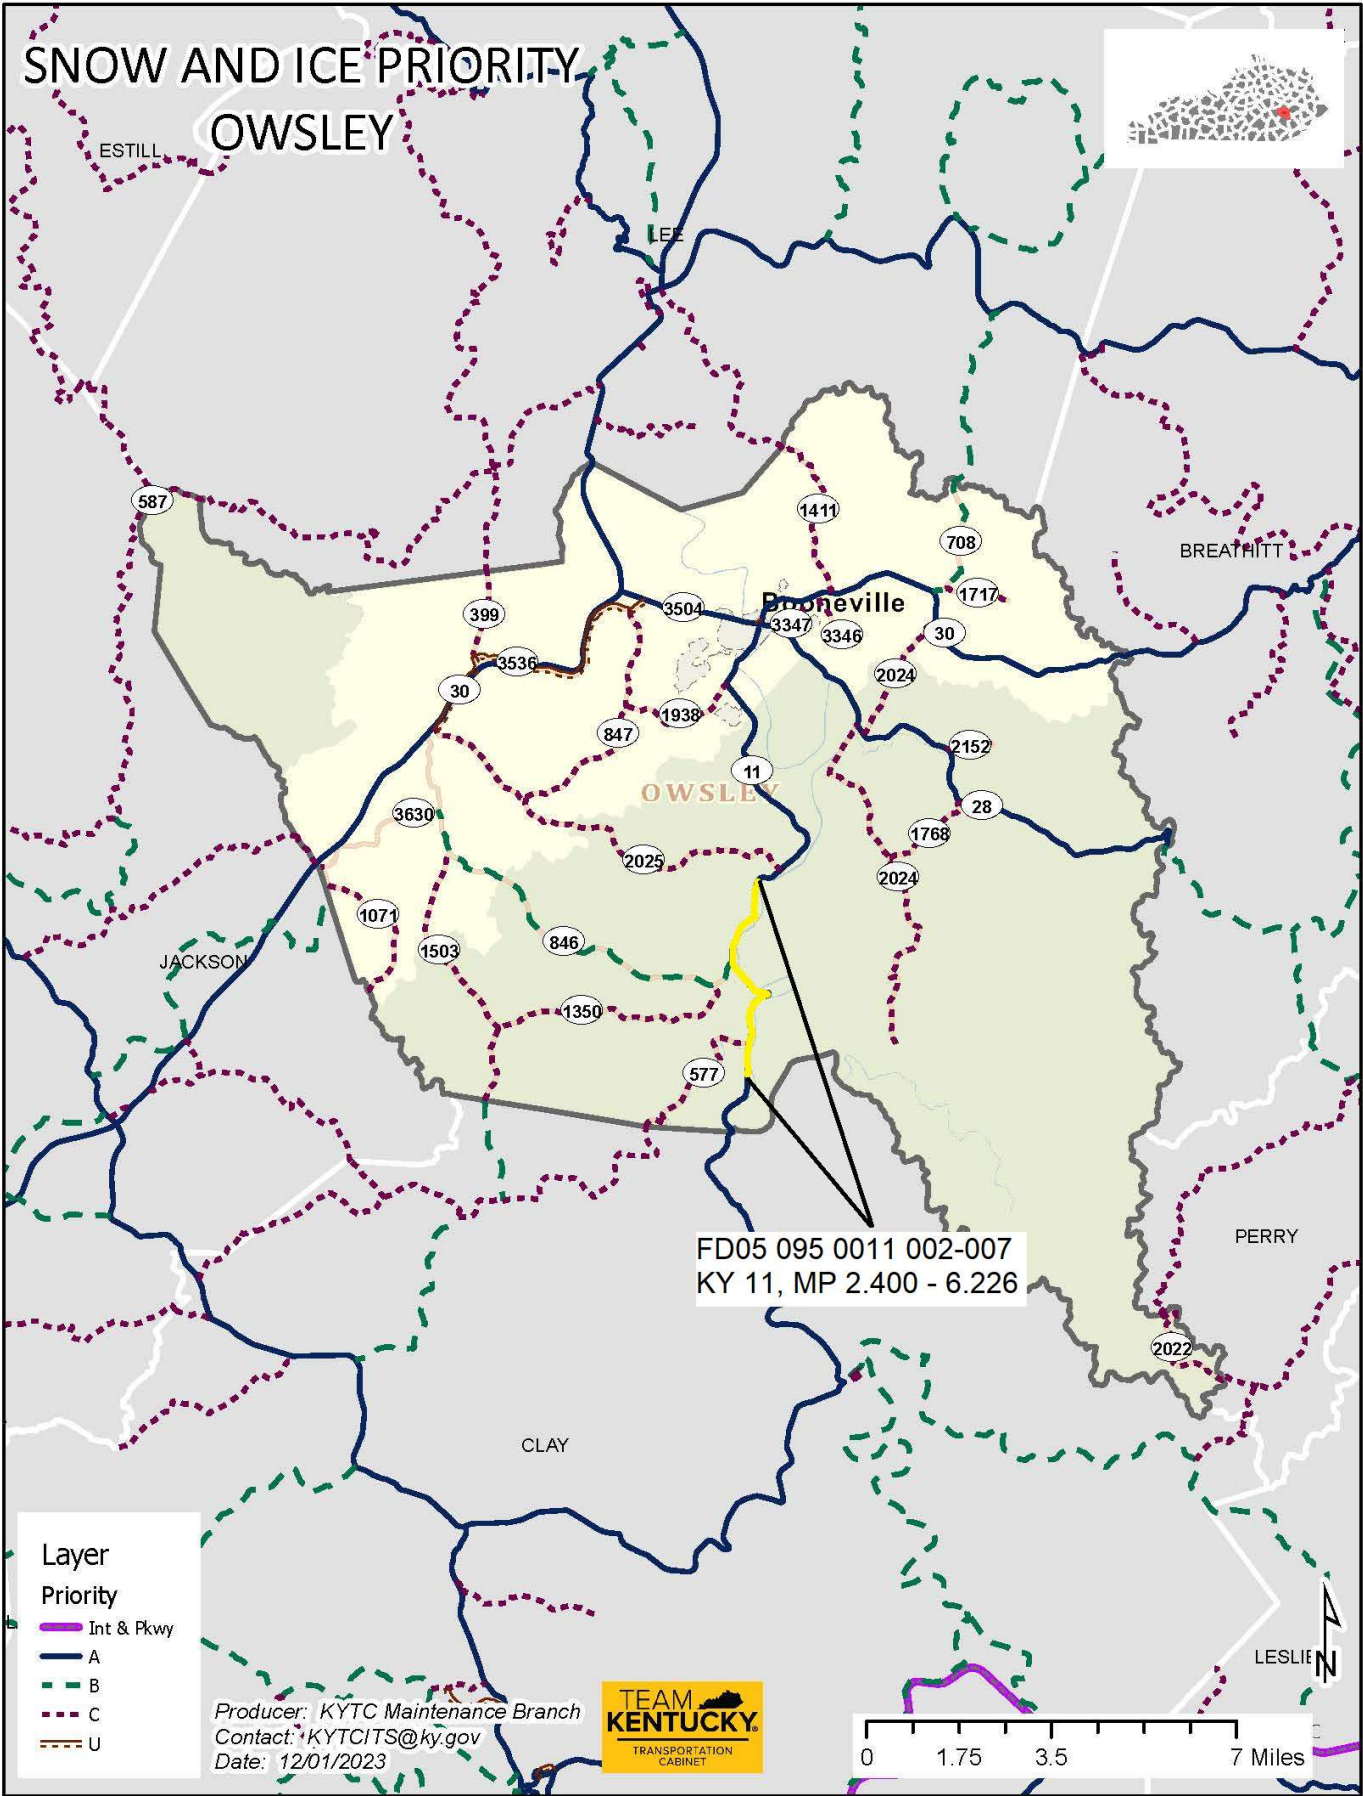 SNOW AND ICE PRIORITY
OWSLEY
ESTILL
LEE
587
1411
708
BREATHITT
1717
399
3504
Booneville
3347
3346
30
3536
2024
30
1938
847
2152
11
OWSLEY
28
3630
1768
2025
2024
1071
1503
846
JACKSON
1350
577
FD05 095 0011 002-007
KY 11, MP 2.400 - 6.226
PERRY
2022
CLAY
Layer
Priority
Int & Pkwy
A
B
C
U
Producer: KYTC Maintenance Branch
Contact: KYTCITS@ky.gov
Date: 12/01/2023
TEAM
KENTUCKY
TRANSPORTATION
CABINET
LESLIE
N
0 1.75 3.5 7 Miles